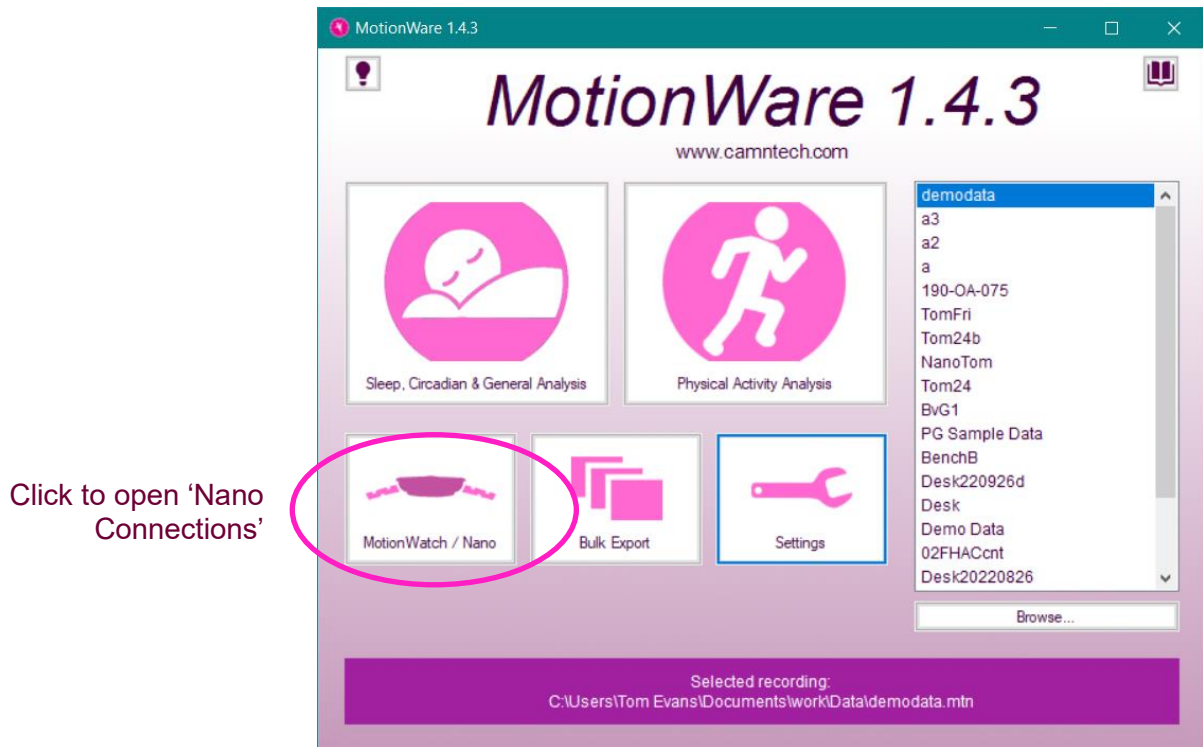 MotionWare 1.4.3
MotionWare 1.4.3
www.camntech.com
Sleep, Circadian & General Analysis
Physical Activity Analysis
demodata
a3
a2
a
190-OA-075
TomFri
Tom24b
NanoTom
Tom24
BvG1
PG Sample Data
BenchB
Desk220926d
Desk
Demo Data
02FHACcnt
Desk20220826
Click to open ‘Nano
Connections’
MotionWatch / Nano
Bulk Export
Settings
Browse...
Selected recording:
C:\Users\Tom Evans\Documents\work\Data\demodata.mtn